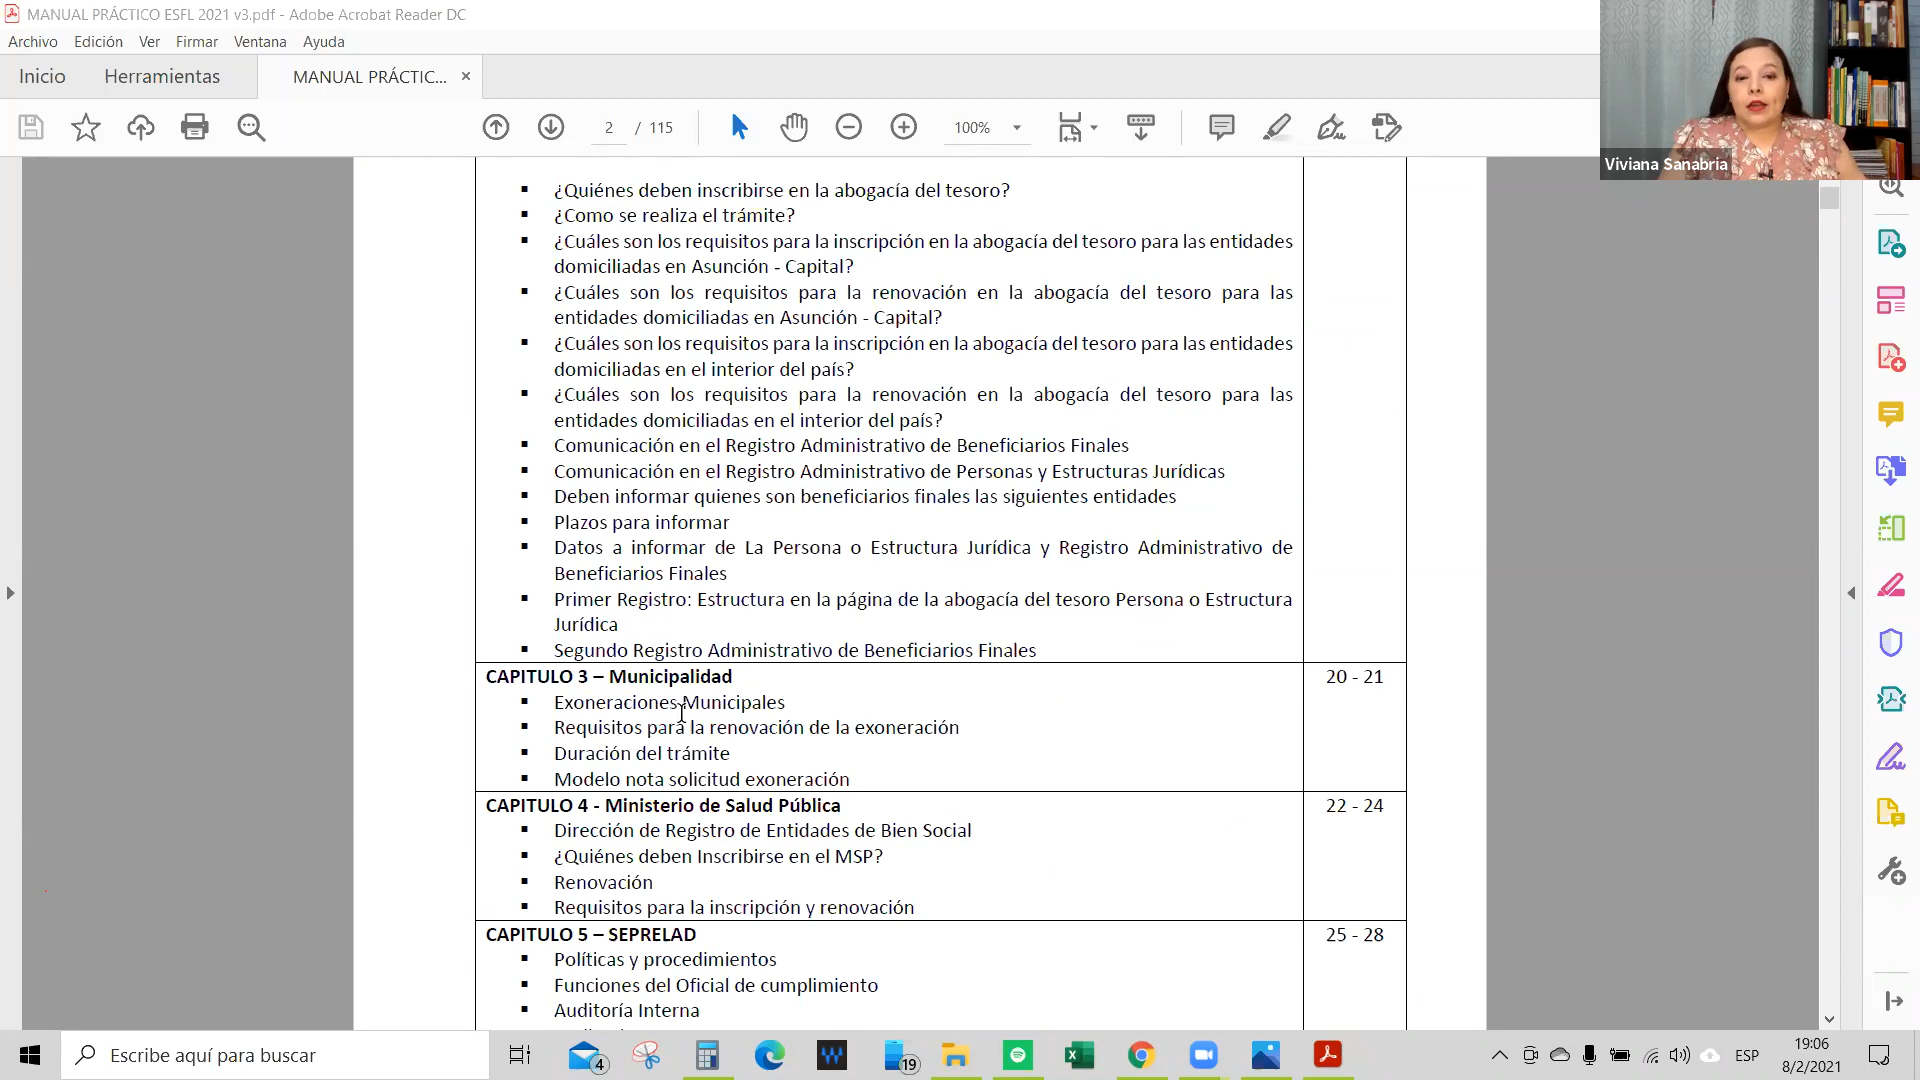 MANUAL PRÁCTICO ESFL 2021 v3.pdf - Adobe Acrobat Reader DC
Archivo Edición Ver Firmar Ventana Ayuda
Inicio Herramientas MANUAL PRÁCTIC... ×
2 / 115 100%
Viviana Sanabria
¿Quiénes deben inscribirse en la abogacía del tesoro?
¿Como se realiza el trámite?
¿Cuáles son los requisitos para la inscripción en la abogacía del tesoro para las entidades
domiciliadas en Asunción - Capital?
¿Cuáles son los requisitos para la renovación en la abogacía del tesoro para las
entidades domiciliadas en Asunción - Capital?
¿Cuáles son los requisitos para la inscripción en la abogacía del tesoro para las entidades
domiciliadas en el interior del país?
¿Cuáles son los requisitos para la renovación en la abogacía del tesoro para las
entidades domiciliadas en el interior del país?
Comunicación en el Registro Administrativo de Beneficiarios Finales
Comunicación en el Registro Administrativo de Personas y Estructuras Jurídicas
Deben informar quienes son beneficiarios finales las siguientes entidades
Plazos para informar
Datos a informar de La Persona o Estructura Jurídica y Registro Administrativo de
Beneficiarios Finales
Primer Registro: Estructura en la página de la abogacía del tesoro Persona o Estructura
Jurídica
Segundo Registro Administrativo de Beneficiarios Finales
CAPITULO 3 – Municipalidad 20 - 21
Exoneraciones Municipales
Requisitos para la renovación de la exoneración
Duración del trámite
Modelo nota solicitud exoneración
CAPITULO 4 - Ministerio de Salud Pública 22 - 24
Dirección de Registro de Entidades de Bien Social
¿Quiénes deben Inscribirse en el MSP?
Renovación
Requisitos para la inscripción y renovación
CAPITULO 5 – SEPRELAD 25 - 28
Políticas y procedimientos
Funciones del Oficial de cumplimiento
Auditoría Interna
Escribe aquí para buscar 4 19 ESP 19:06
8/2/2021